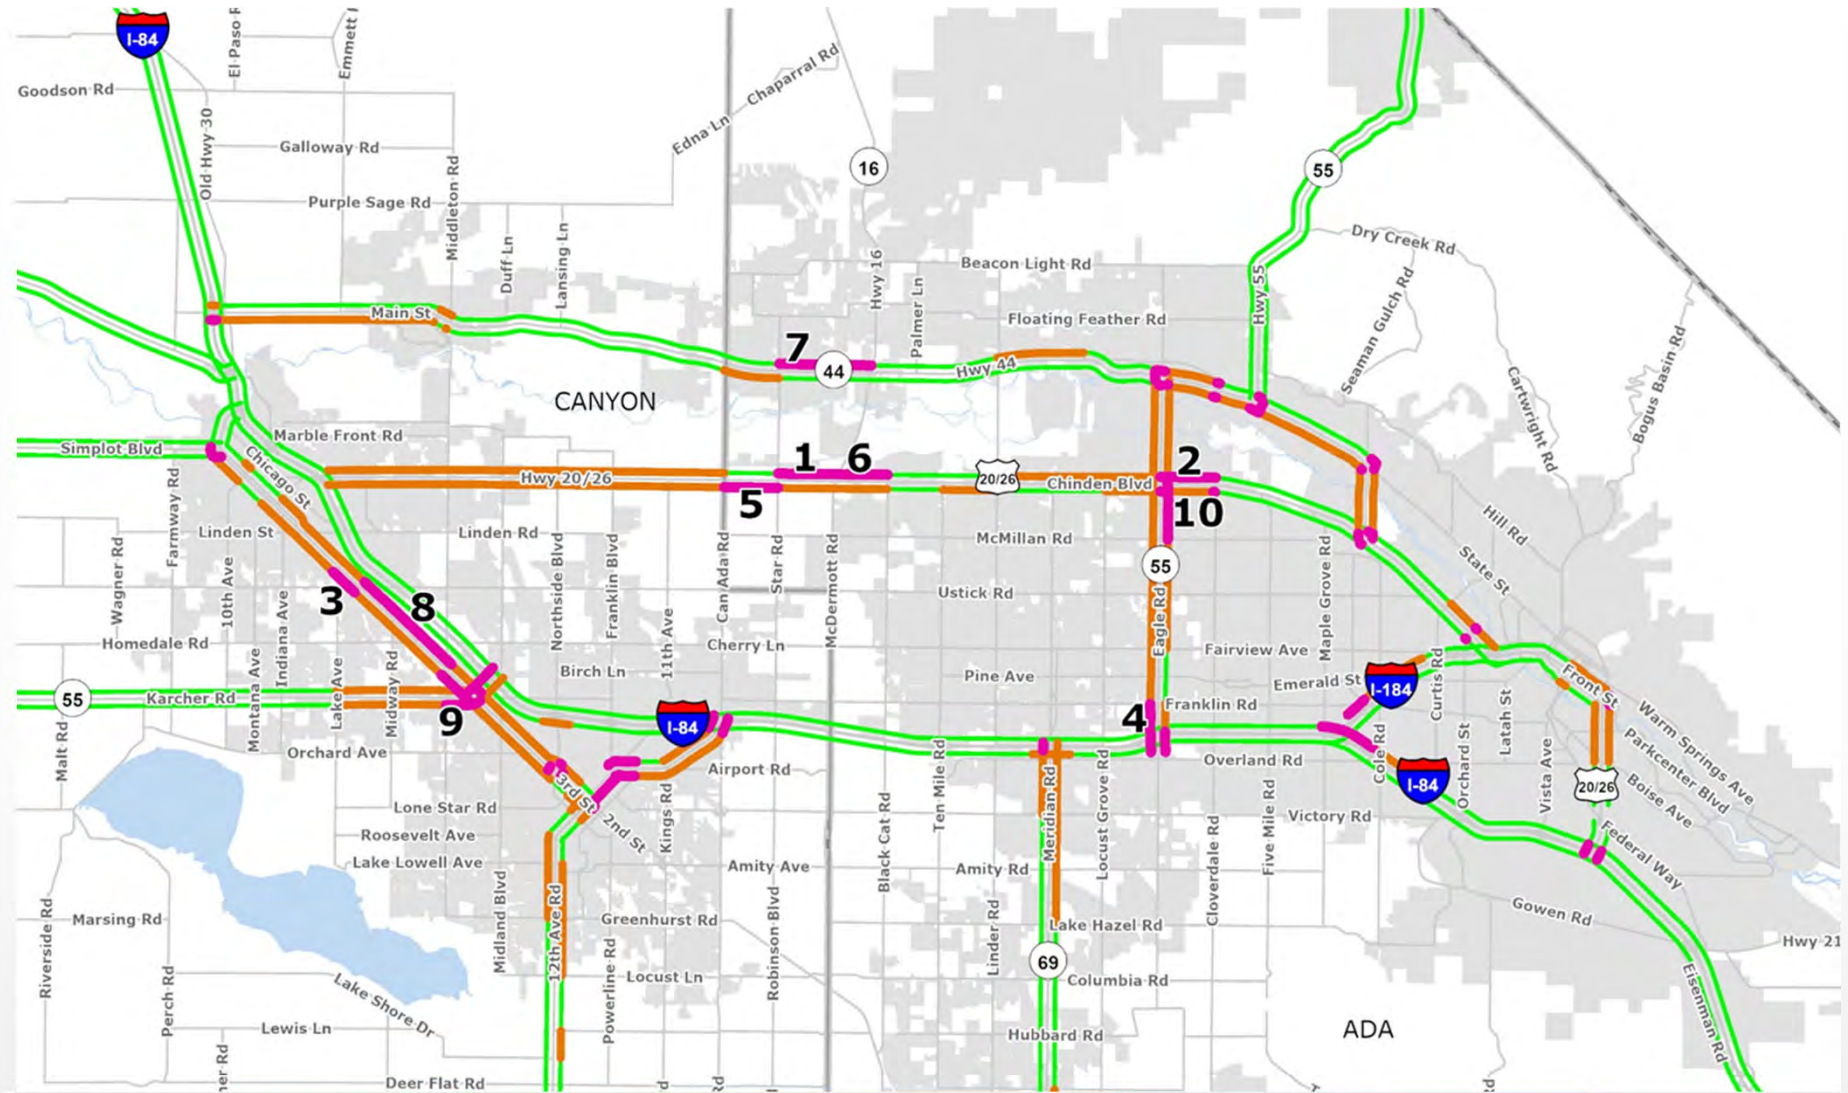 I-84
El Paso R
Emmett
Goodson Rd
Old Hwy 30
Galloway Rd
Middleton Rd
Purple Sage Rd
Duff Ln
Lansing Ln
Edna Ln
Chaparral Rd
16
Hwy 16
Palmer Ln
Beacon Light Rd
Floating Feather Rd
55
Hwy 55
Dry Creek Rd
Seaman Gulch Rd
Cartwright Rd
Bogus Basin Rd
Main St
7
44
Hwy 44
CANYON
Simplot Blvd
Marble Front Rd
Chicago St
Farmway Rd
Hwy 20/26
1
6
5
20/26
Chinden Blvd
2
10
Linden St
Linden Rd
McMillan Rd
Hill Rd
State St
Wagner Rd
10th Ave
Indiana Ave
3
8
Northside Blvd
Franklin Blvd
11th Ave
Can Ada Rd
Star Rd
McDermott Rd
Ustick Rd
55
Eagle Rd
Maple Grove Rd
Homedale Rd
Cherry Ln
Birch Ln
Fairview Ave
Pine Ave
Emerald St
I-184
Curtis Rd
Front St
55
Karcher Rd
Montana Ave
Lake Ave
Midway Rd
9
I-84
4
Franklin Rd
Latah St
Warm Springs Ave
Malt Rd
Orchard Ave
Airport Rd
Ten Mile Rd
Meridian Rd
Locust Grove Rd
Overland Rd
Cole Rd
I-84
Orchard St
Vista Ave
20/26
Parkcenter Blvd
Boise Ave
3rd St
2nd St
Kings Rd
Lone Star Rd
Roosevelt Ave
Lake Lowell Ave
Black Cat Rd
Five Mile Rd
Victory Rd
Federal Way
Amity Ave
Amity Rd
Cloverdale Rd
Riverside Rd
Marsing Rd
Midland Blvd
12th Ave Rd
Greenhurst Rd
Robinson Blvd
Linder Rd
Lake Hazel Rd
Gowen Rd
Hwy 21
Perch Rd
Lake Shore Dr
Powerline Rd
Locust Ln
69
Columbia Rd
Eisenman Rd
Lewis Ln
Hubbard Rd
ADA
ner Rd
Deer Flat Rd